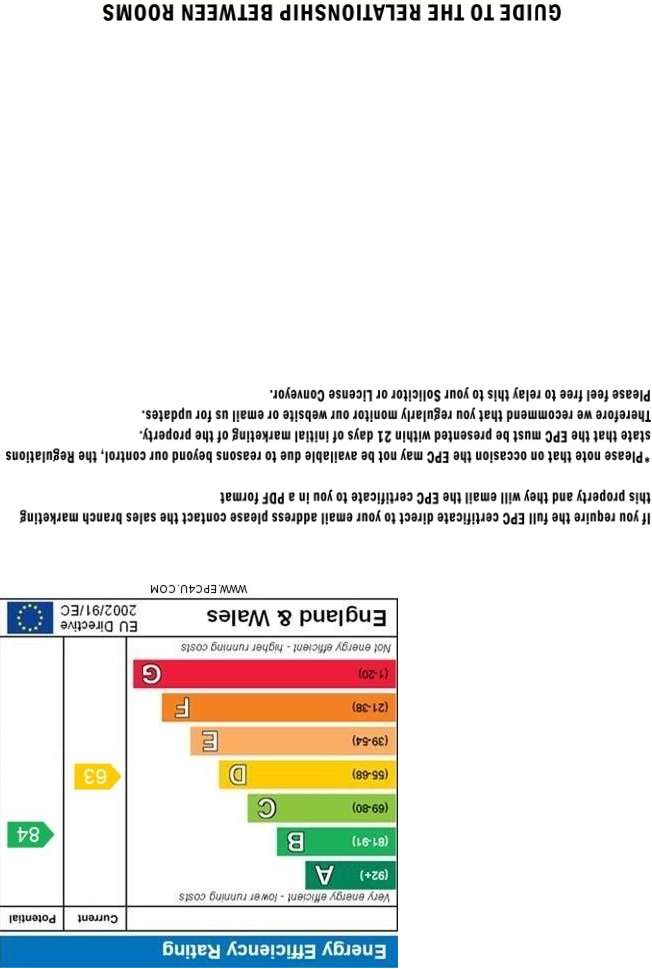 Energy Efficiency Rating
Current Potential
Very energy efficient - lower running costs
(92+) A
(81-91) B
84
(69-80) C
(55-68) D
63
(39-54) E
(21-38) F
(1-20) G
Not energy efficient - higher running costs
England & Wales
EU Directive
2002/91/EC
WWW.EPC4U.COM
If you require the full EPC certificate direct to your email address please contact the sales branch marketing
this property and they will email the EPC certificate to you in a PDF format
*Please note that on occasion the EPC may not be available due to reasons beyond our control, the Regulations
state that the EPC must be presented within 21 days of initial marketing of the property.
Therefore we recommend that you regularly monitor our website or email us for updates.
Please feel free to relay this to your Solicitor or License Conveyor.
GUIDE TO THE RELATIONSHIP BETWEEN ROOMS